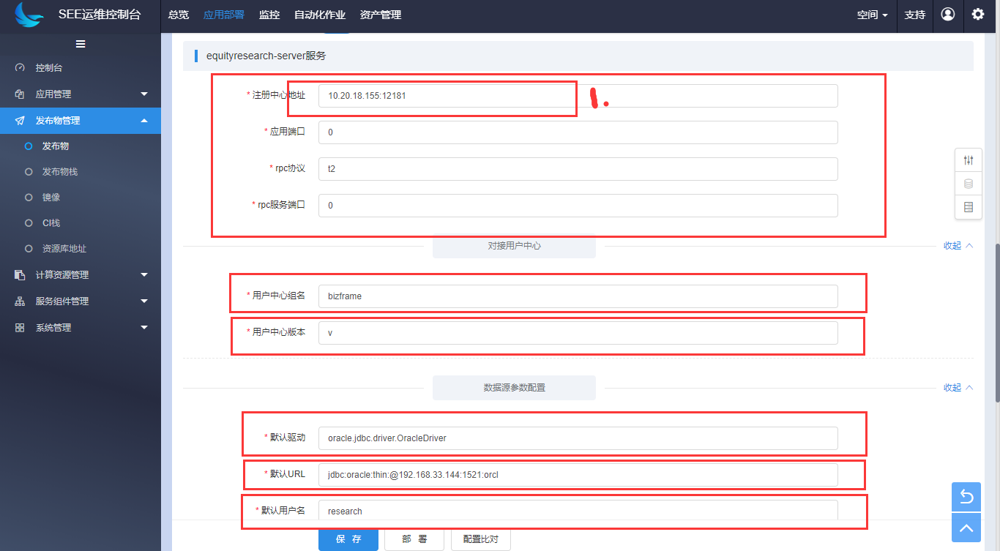 SEE运维控制台
总览 应用部署 监控 自动化作业 资产管理 空间 支持
控制台
应用管理
发布物管理
发布物
发布物栈
镜像
CI栈
资源库地址
计算资源管理
服务组件管理
系统管理
equityresearch-server服务
* 注册中心地址 10.20.18.155:12181 1.
* 应用端口 0
* rpc协议 t2
* rpc服务端口 0
对接用户中心 收起
* 用户中心组名 bizframe
* 用户中心版本 v
数据源参数配置 收起
* 默认驱动 oracle.jdbc.driver.OracleDriver
* 默认URL jdbc:oracle:thin:@192.168.33.144:1521:orcl
* 默认用户名 research
保 存 部 署 配置比对